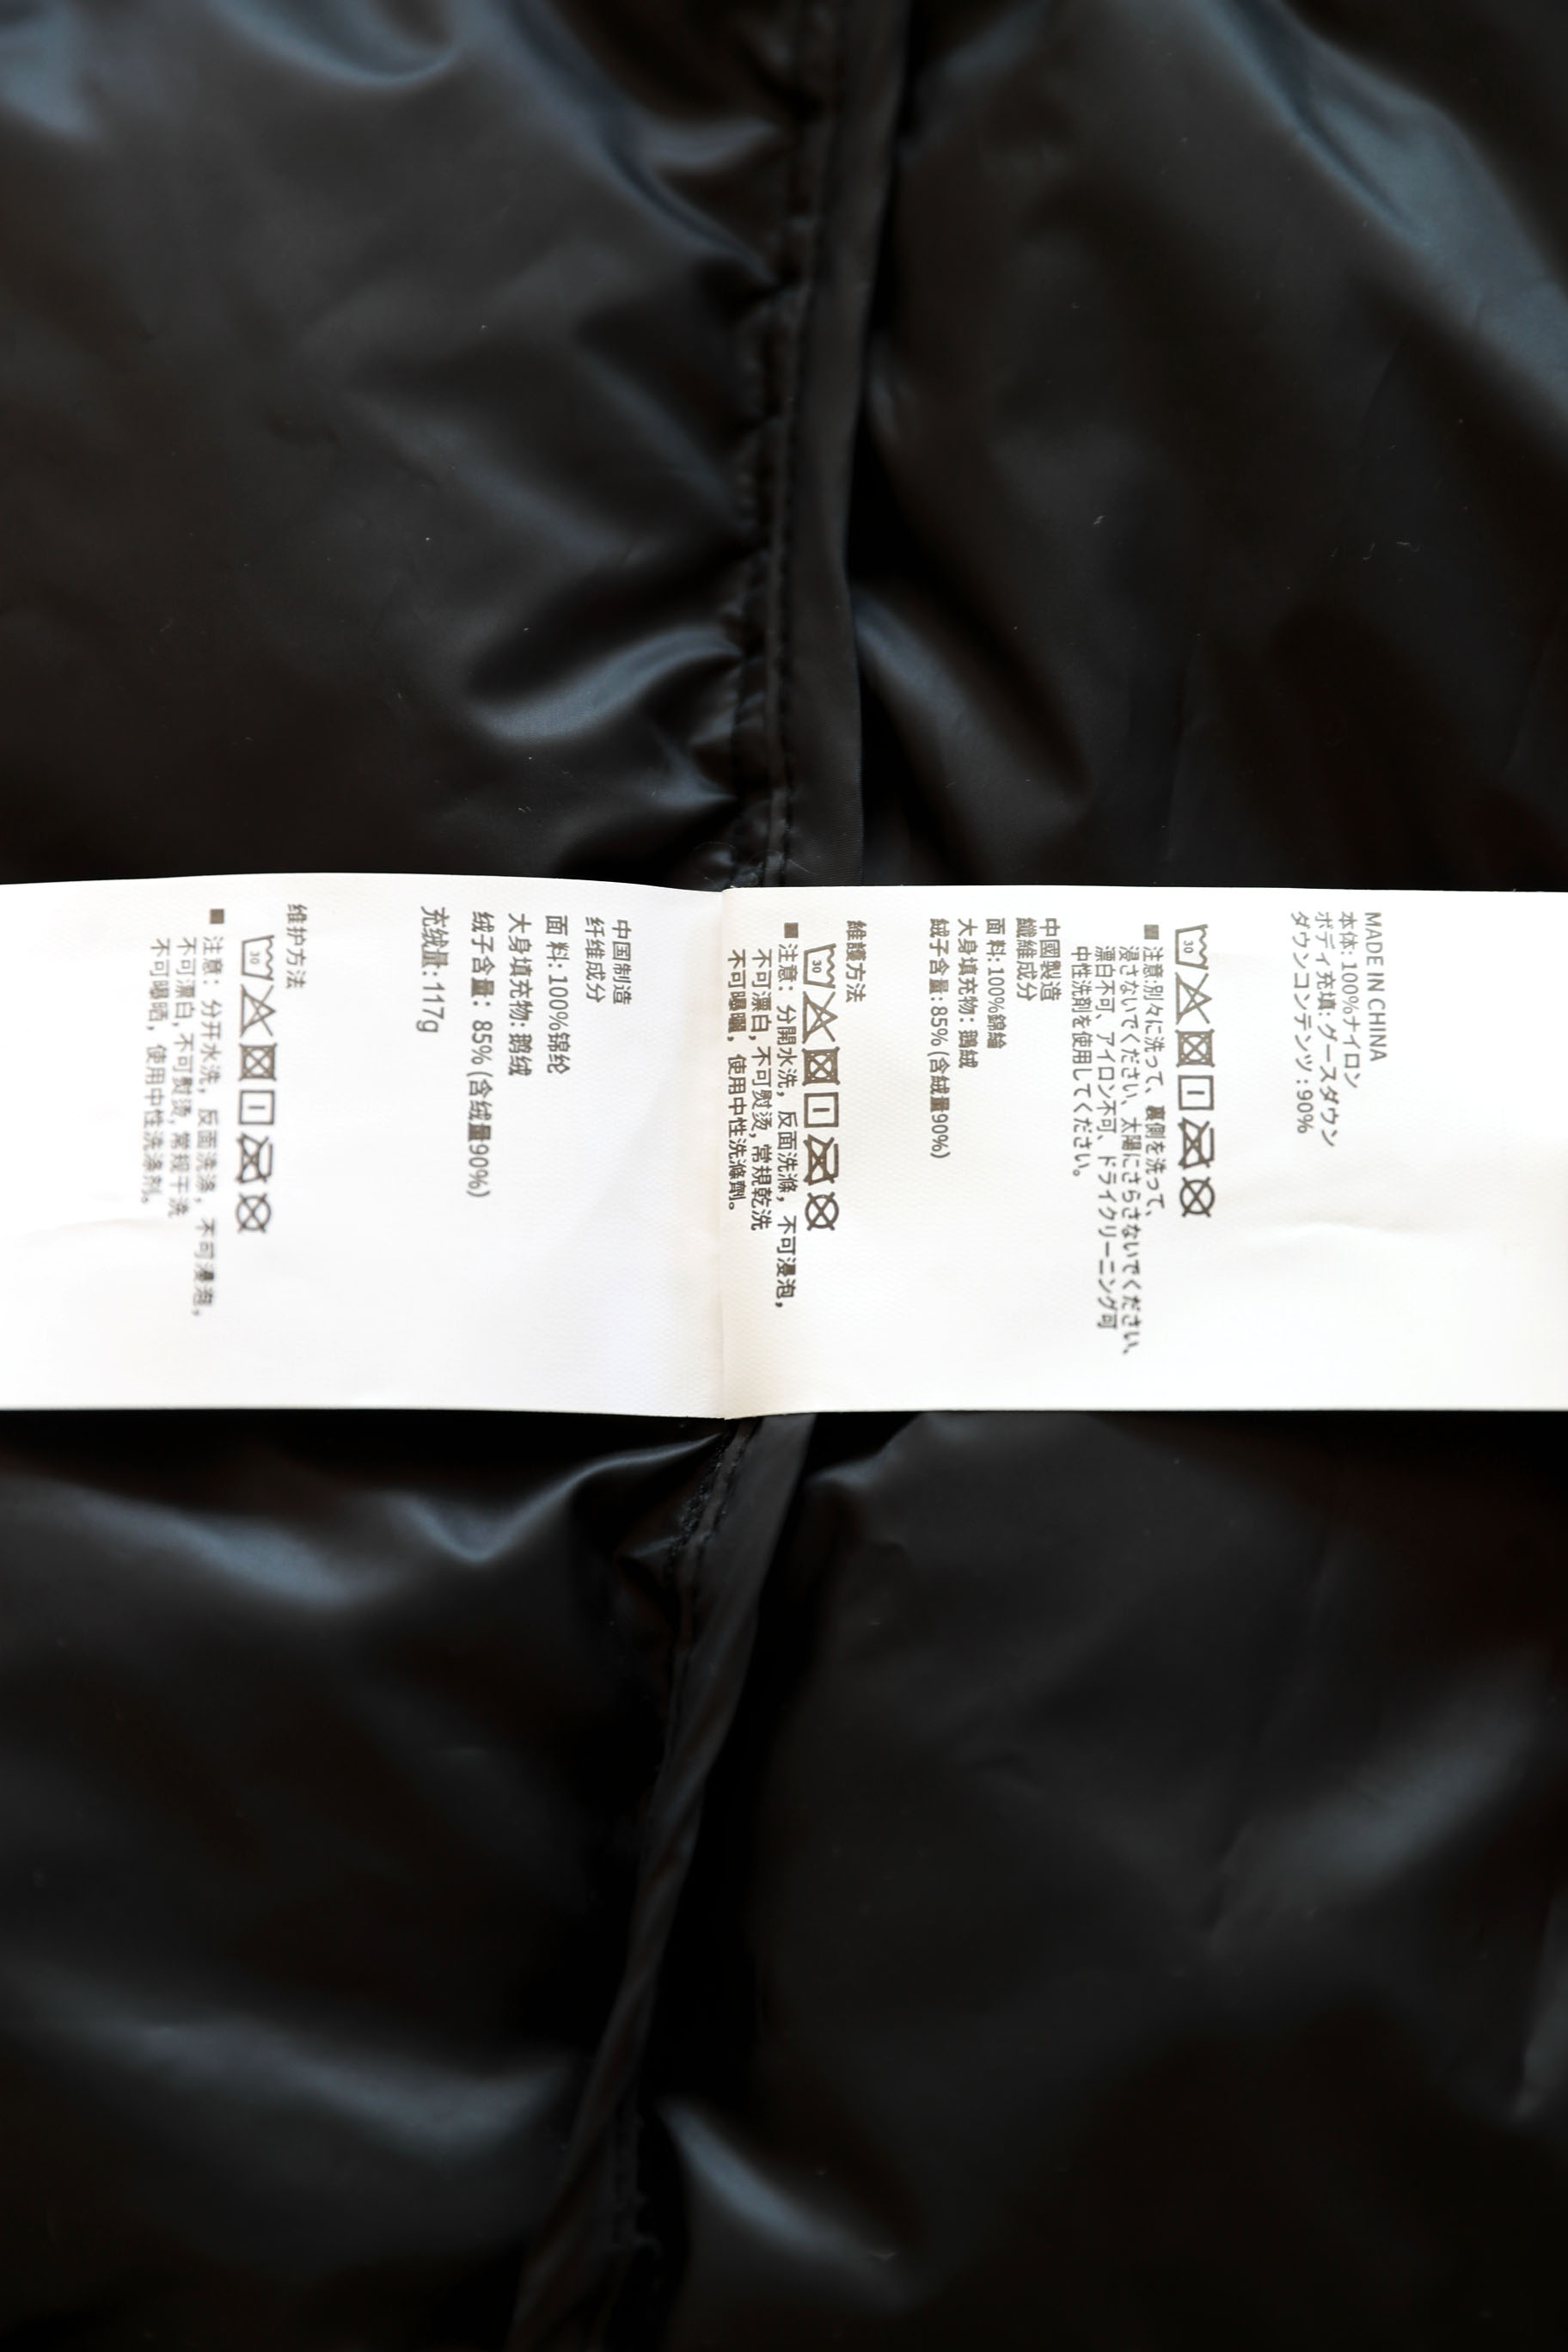 MADE IN CHINA
本体: 100%ナイロン
ボディ充填: グースダウン
ダウンコンテンツ : 90%
30
■ 注意:別々に洗って、裏側を洗って、
浸さないでください、太陽にさらさないでください、
漂白不可、アイロン不可、ドライクリーニング可
中性洗剤を使用してください。
中國製造
纖維成分
面 料: 100%錦綸
大身填充物: 鵝絨
絨子含量: 85% (含絨量90%)
維護方法
30
■ 注意: 分開水洗, 反面洗滌, 不可浸泡,
不可漂白, 不可熨烫, 常規乾洗
不可曝曬, 使用中性洗滌劑。
中国制造
纤维成分
面 料: 100%锦纶
大身填充物: 鹅绒
绒子含量: 85% (含绒量90%)
充绒量: 117g
维护方法
30
■ 注意: 分开水洗, 反面洗涤, 不可浸泡,
不可漂白, 不可熨烫, 常规干洗
不可曝晒, 使用中性洗涤剂。